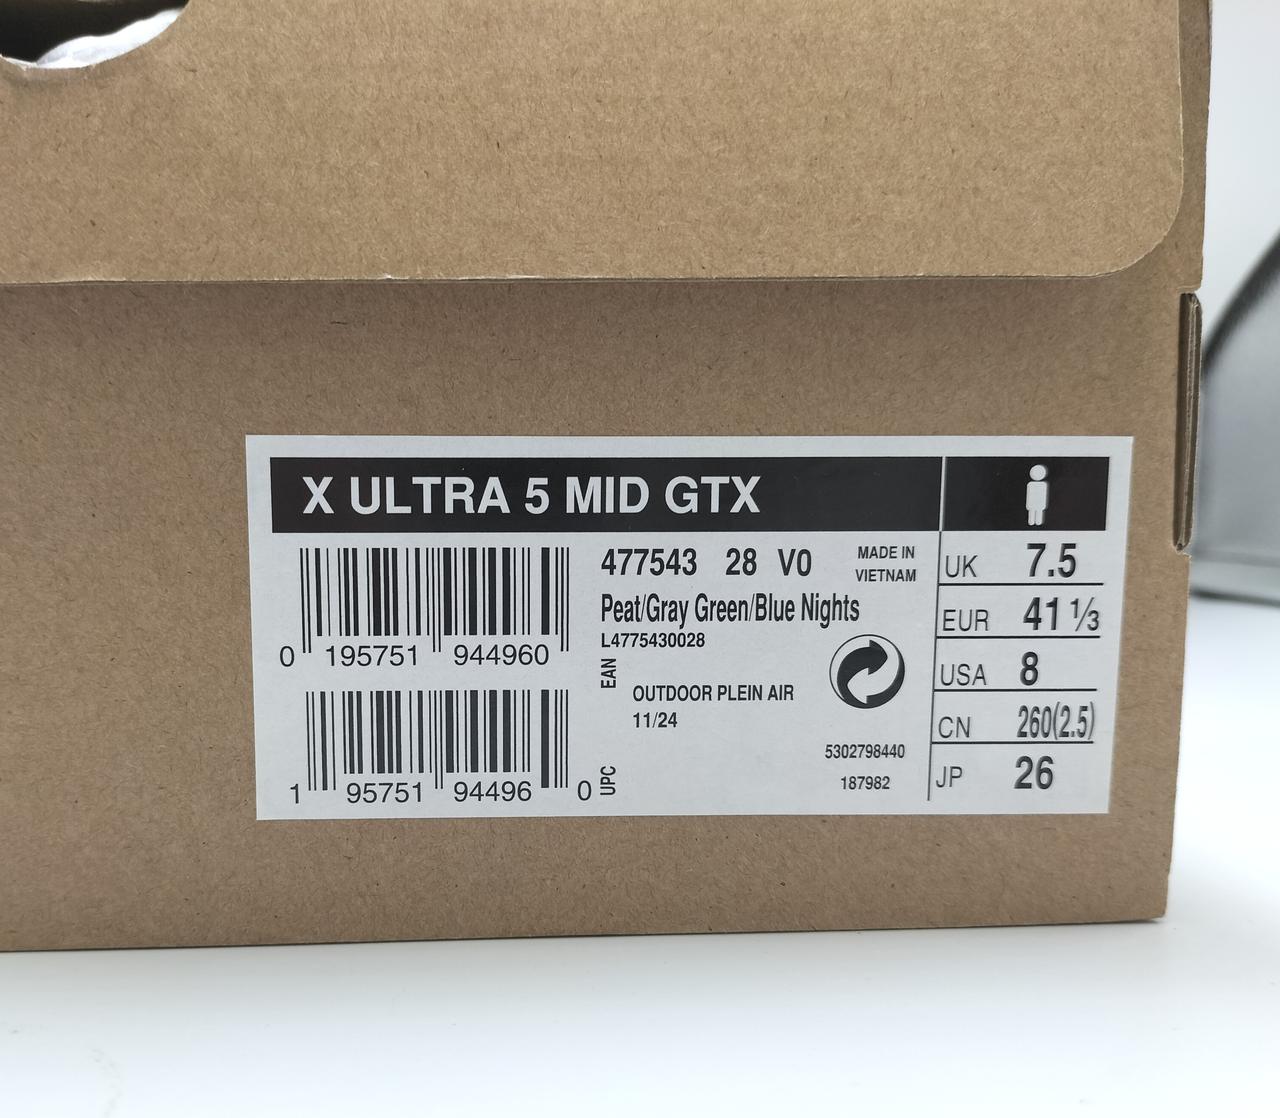 X ULTRA 5 MID GTX
0 195751 944960
EAN
1 95751 94496 0
UPC
477543 28 V0
MADE IN
VIETNAM
Peat/Gray Green/Blue Nights
L4775430028
OUTDOOR PLEIN AIR
11/24
5302798440
187982
UK 7.5
EUR 41 ⅓
USA 8
CN 260(2.5)
JP 26